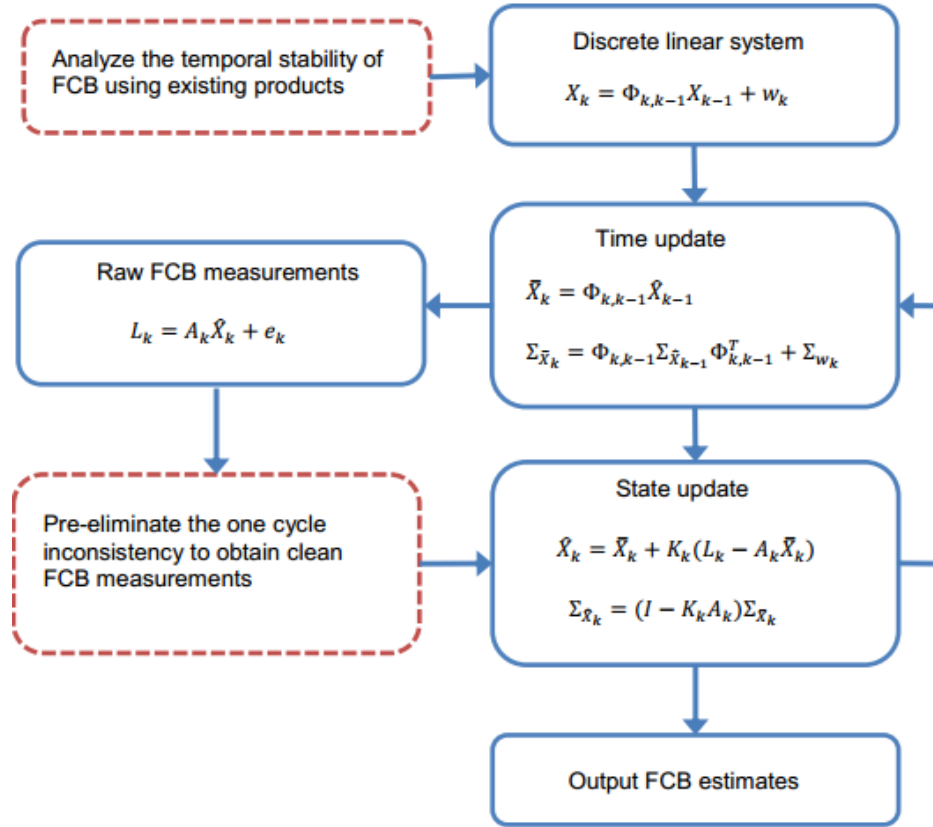 Analyze the temporal stability of
FCB using existing products
Discrete linear system
X_k = Φ_{k,k−1}X_{k−1} + w_k
Time update
X̄_k = Φ_{k,k−1}X̂_{k−1}
Σ_{X̄_k} = Φ_{k,k−1}Σ_{X̂_{k−1}}Φ^T_{k,k−1} + Σ_{w_k}
Raw FCB measurements
L_k = A_kX̂_k + e_k
Pre-eliminate the one cycle
inconsistency to obtain clean
FCB measurements
State update
X̂_k = X̄_k + K_k(L_k − A_kX̄_k)
Σ_{X̂_k} = (I − K_kA_k)Σ_{X̄_k}
Output FCB estimates